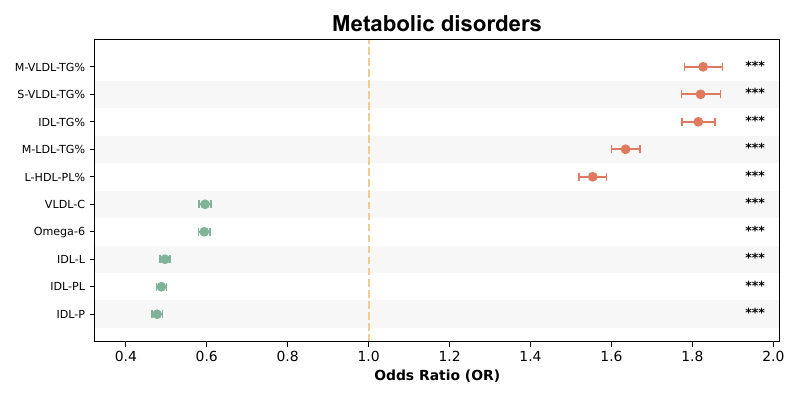 Metabolic disorders
M-VLDL-TG% ***
S-VLDL-TG% ***
IDL-TG% ***
M-LDL-TG% ***
L-HDL-PL% ***
VLDL-C ***
Omega-6 ***
IDL-L ***
IDL-PL ***
IDL-P ***
0.4 0.6 0.8 1.0 1.2 1.4 1.6 1.8 2.0
Odds Ratio (OR)